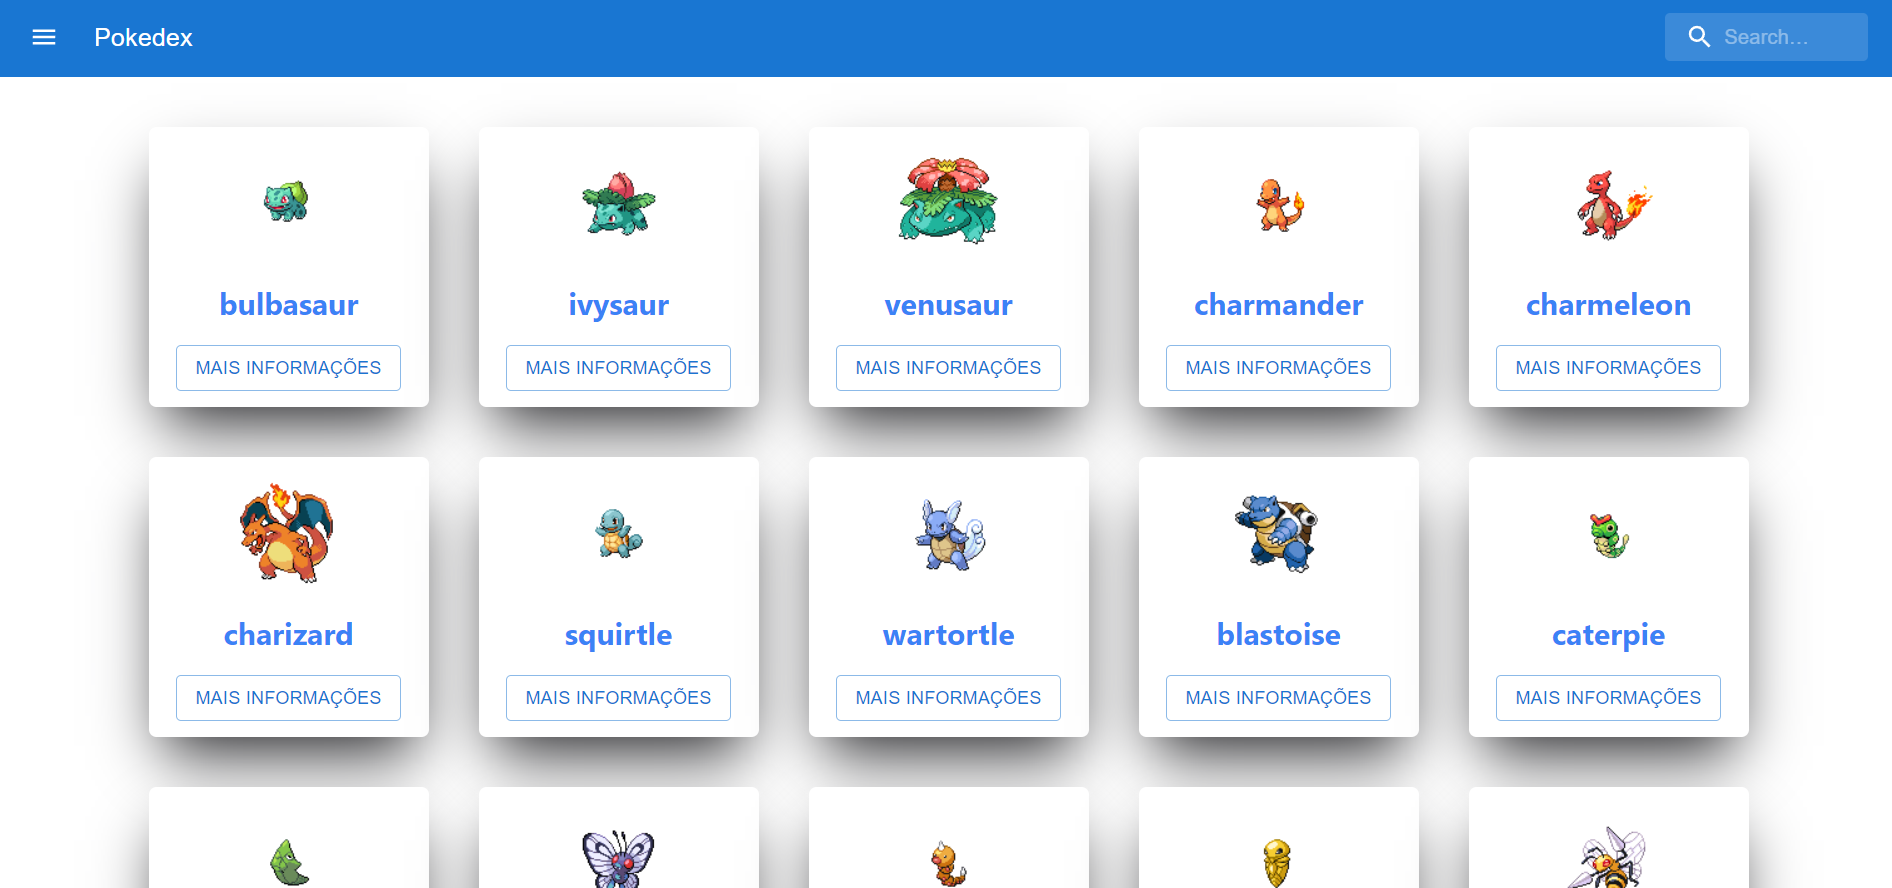 Pokedex
Search...
bulbasaur
ivysaur
venusaur
charmander
charmeleon
MAIS INFORMAÇÕES
MAIS INFORMAÇÕES
MAIS INFORMAÇÕES
MAIS INFORMAÇÕES
MAIS INFORMAÇÕES
charizard
squirtle
wartortle
blastoise
caterpie
MAIS INFORMAÇÕES
MAIS INFORMAÇÕES
MAIS INFORMAÇÕES
MAIS INFORMAÇÕES
MAIS INFORMAÇÕES